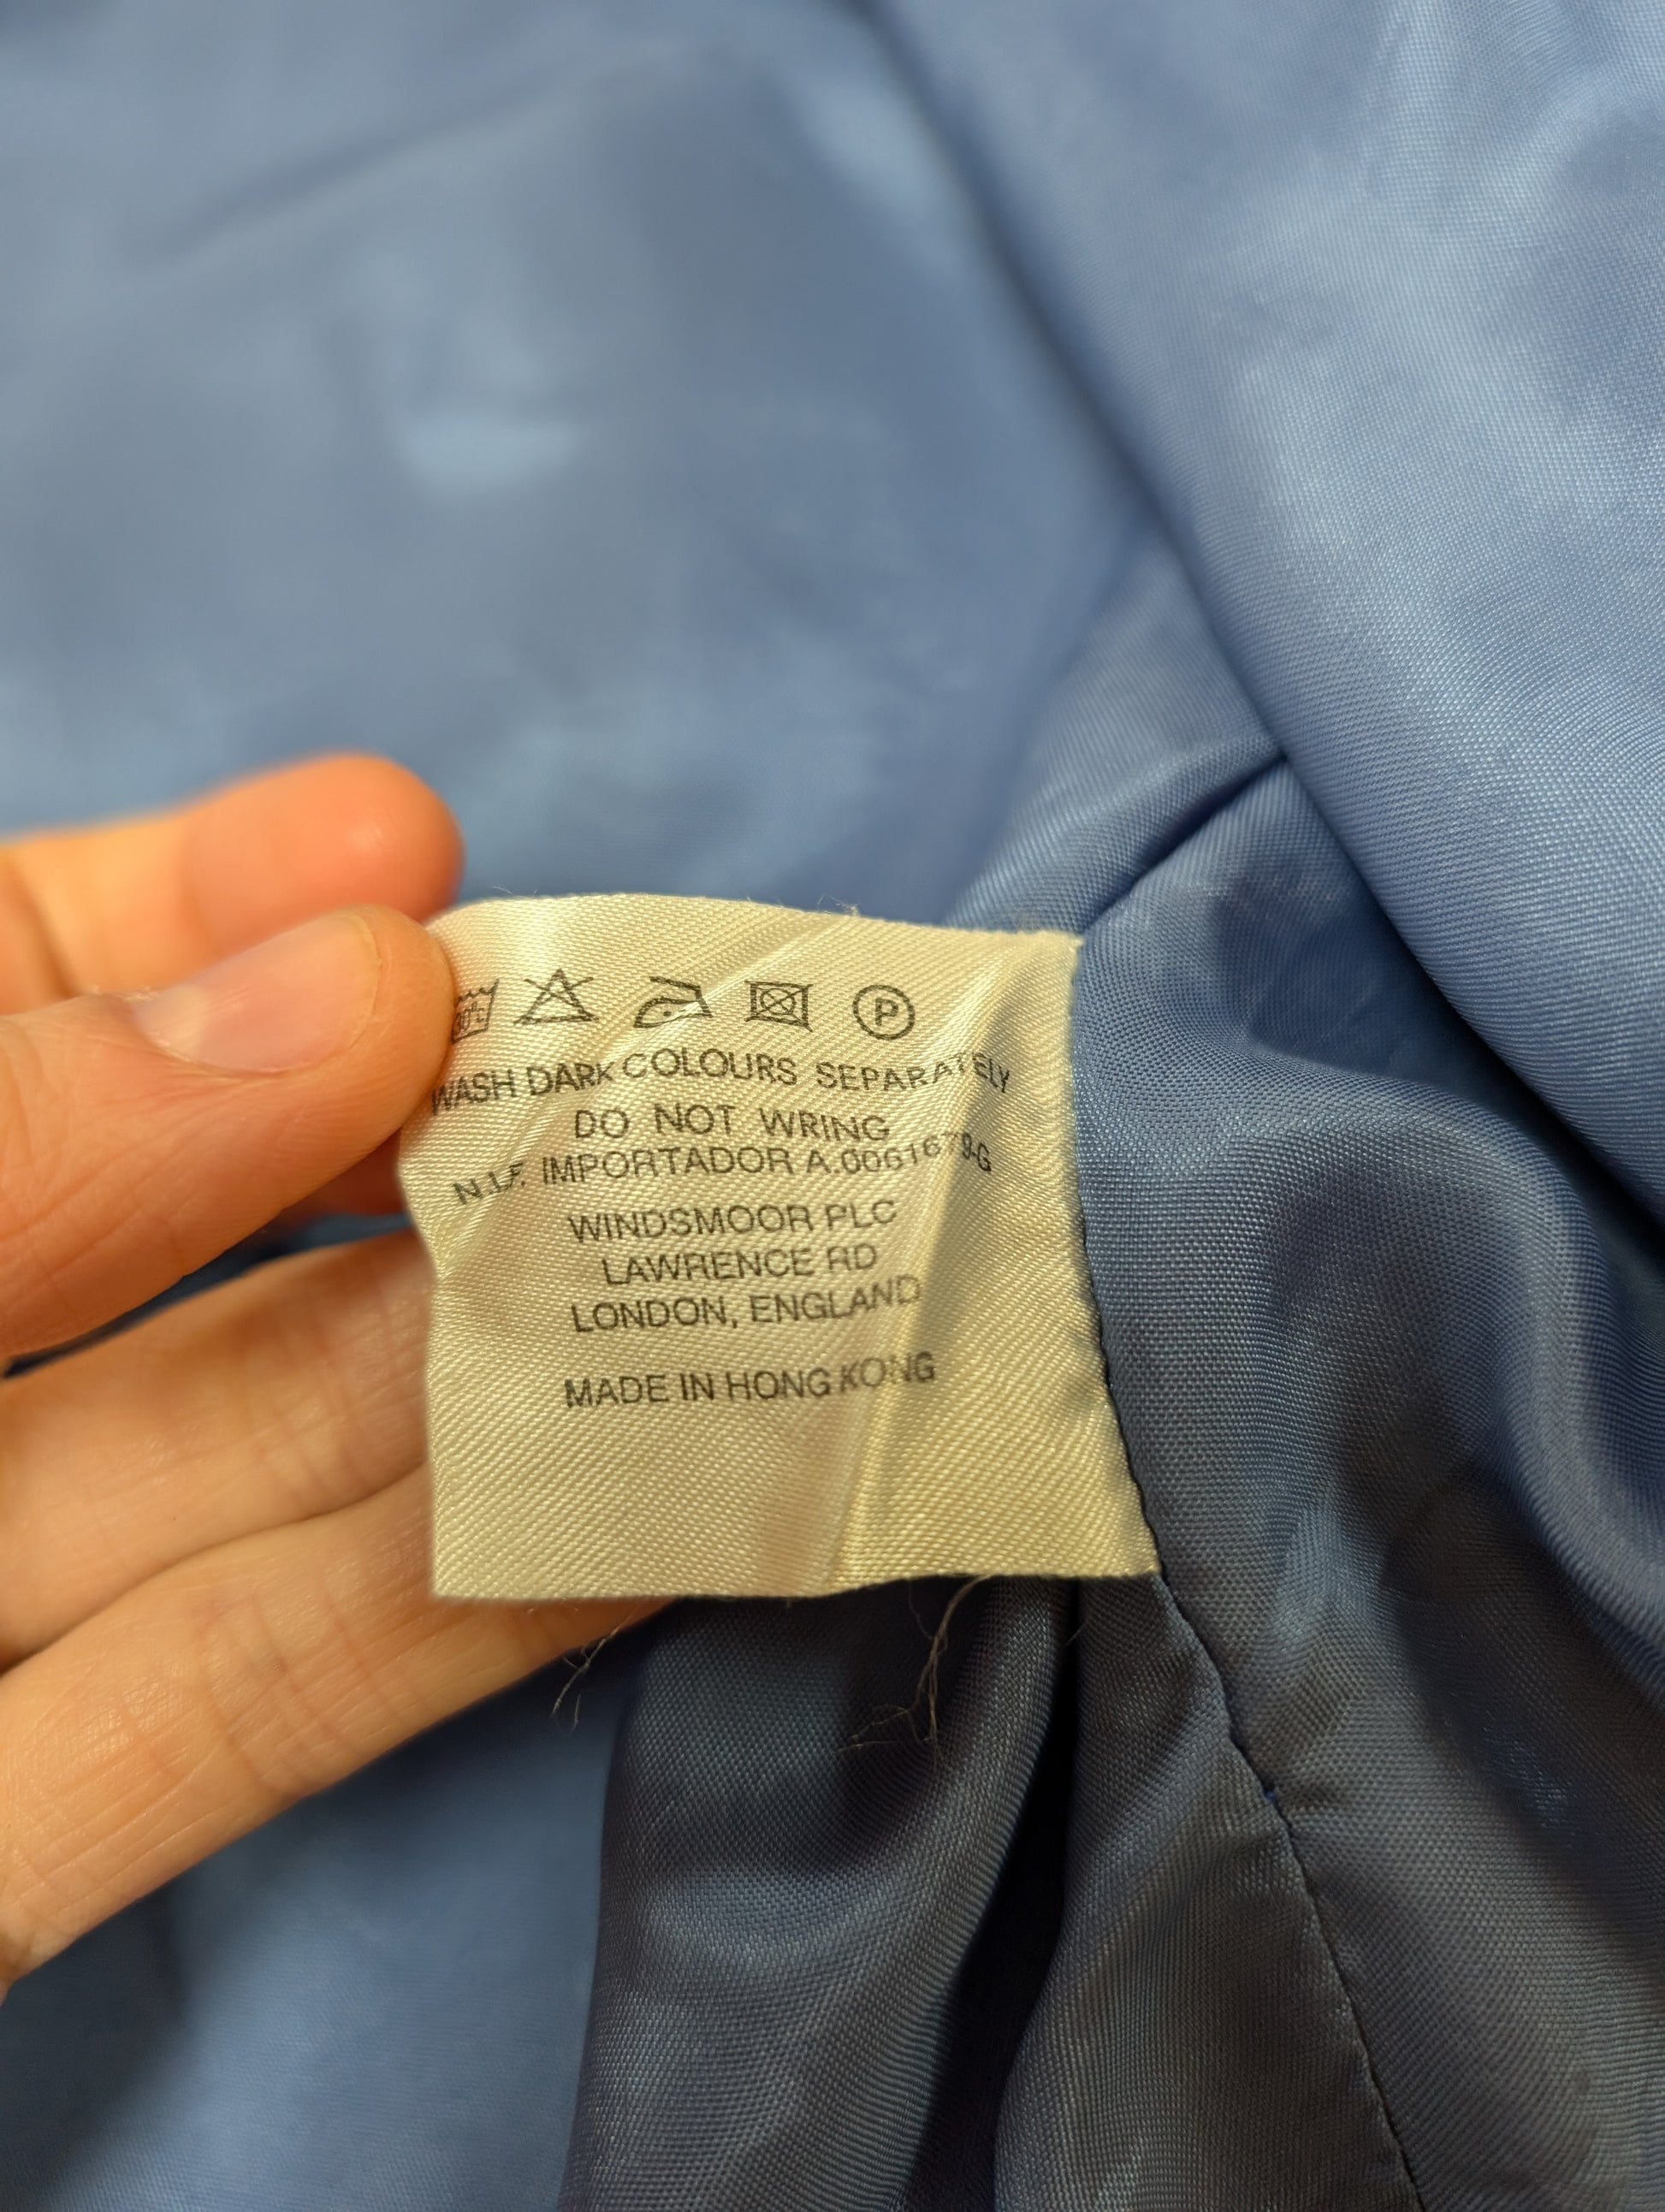 P
WASH DARK COLOURS SEPARATELY
DO NOT WRING
N.I.F. IMPORTADOR
WINDSMOOR PLC
LAWRENCE RD
LONDON, ENGLAND
MADE IN HONG KONG